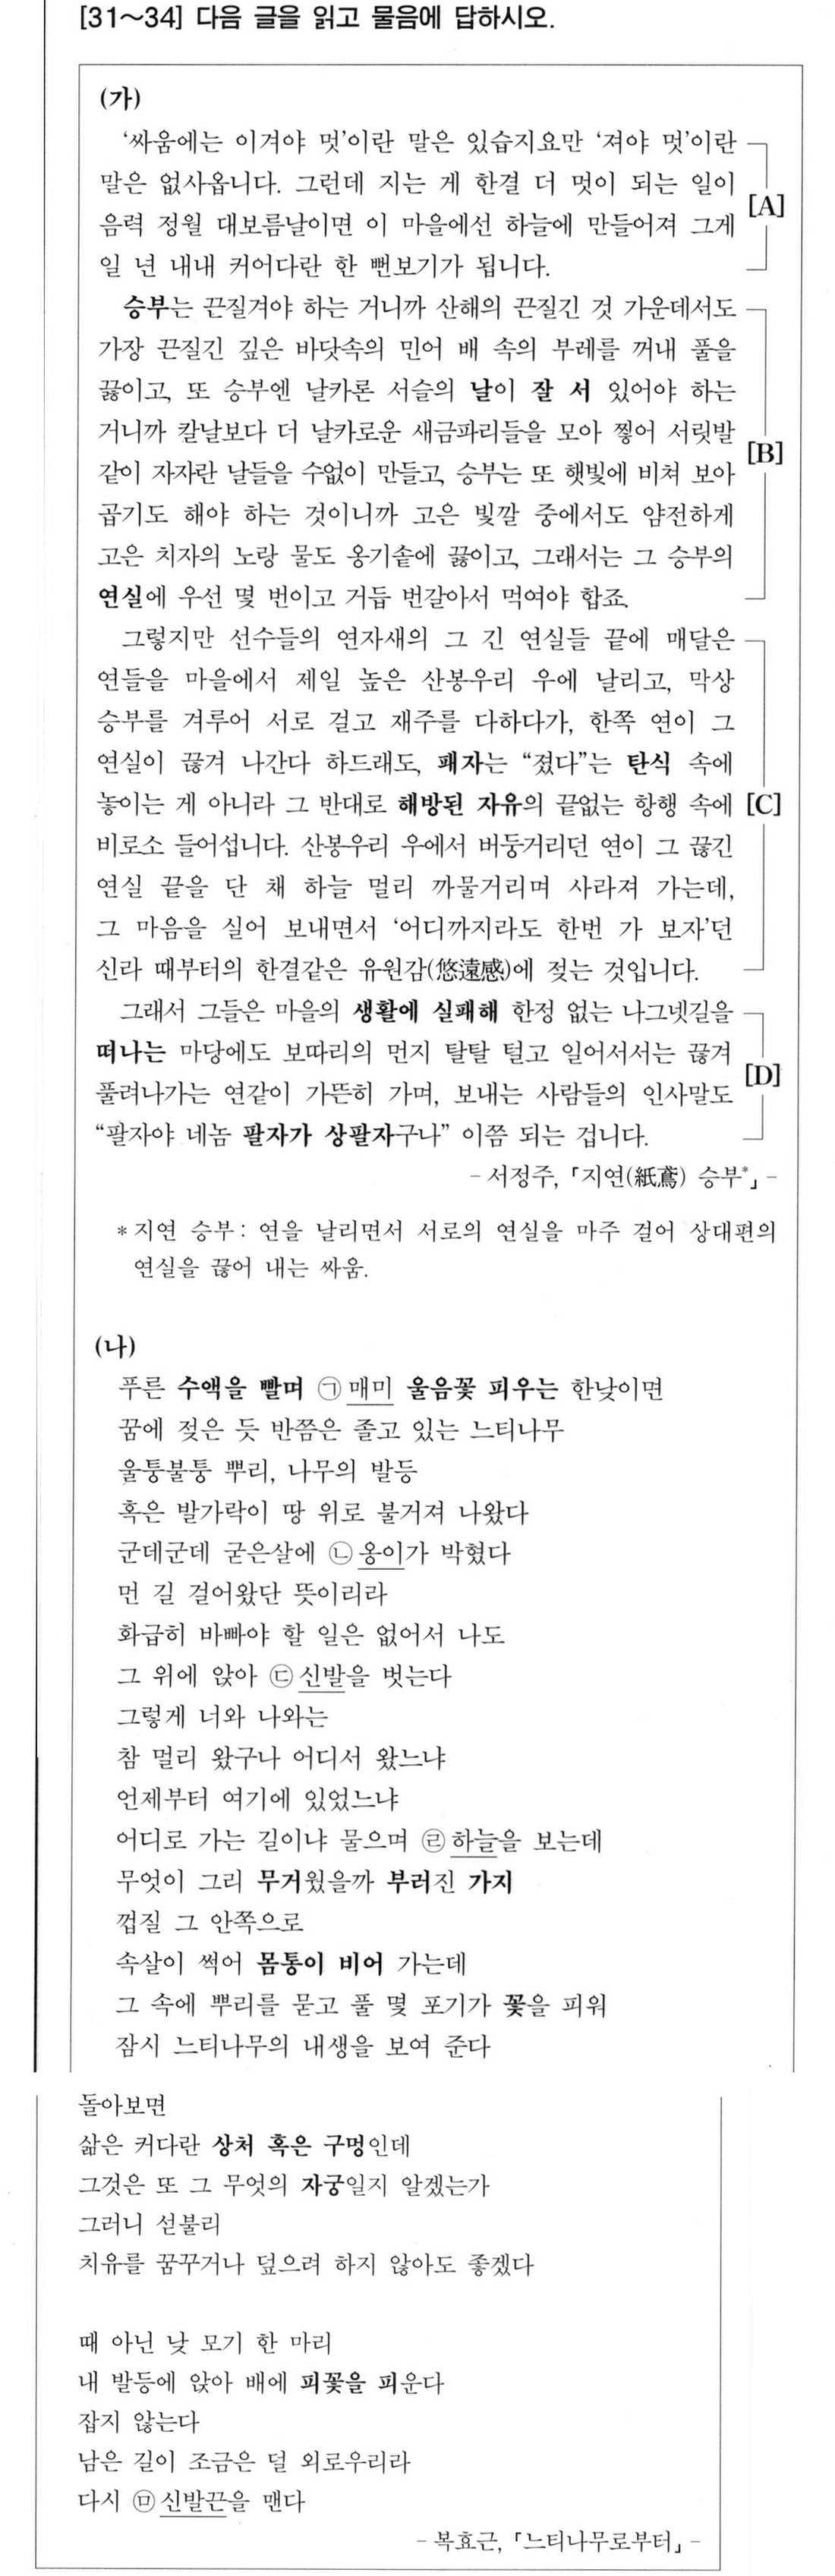 [31～34] 다음 글을 읽고 물음에 답하시오.
(가)
‘싸움에는 이겨야 멋’이란 말은 있습지요만 ‘져야 멋’이란
말은 없사옵니다. 그런데 지는 게 한결 더 멋이 되는 일이
음력 정월 대보름날이면 이 마을에선 하늘에 만들어져 그게
일 년 내내 커어다란 한 뻔보기가 됩니다.
[A]
승부는 끈질겨야 하는 거니까 산해의 끈질긴 것 가운데서도
가장 끈질긴 깊은 바닷속의 민어 배 속의 부레를 꺼내 풀을
끓이고, 또 승부엔 날카론 서슬의 날이 잘 서 있어야 하는
거니까 칼날보다 더 날카로운 새금파리들을 모아 찧어 서릿발
같이 자자란 날들을 수없이 만들고, 승부는 또 햇빛에 비쳐 보아
곱기도 해야 하는 것이니까 고은 빛깔 중에서도 얌전하게
고은 치자의 노랑 물도 옹기솥에 끓이고, 그래서는 그 승부의
연실에 우선 몇 번이고 거듭 번갈아서 먹여야 합죠.
[B]
그렇지만 선수들의 연자새의 그 긴 연실들 끝에 매달은
연들을 마을에서 제일 높은 산봉우리 우에 날리고, 막상
승부를 겨루어 서로 걸고 재주를 다하다가, 한쪽 연이 그
연실이 끊겨 나간다 하드래도, 패자는 “졌다”는 탄식 속에
놓이는 게 아니라 그 반대로 해방된 자유의 끝없는 항행 속에
비로소 들어섭니다. 산봉우리 우에서 버둥거리던 연이 그 끊긴
연실 끝을 단 채 하늘 멀리 까물거리며 사라져 가는데,
그 마음을 실어 보내면서 ‘어디까지라도 한번 가 보자’던
신라 때부터의 한결같은 유원감(悠遠感)에 젖는 것입니다.
[C]
그래서 그들은 마을의 생활에 실패해 한정 없는 나그넷길을
떠나는 마당에도 보따리의 먼지 탈탈 털고 일어서서는 끊겨
풀려나가는 연같이 가뜬히 가며, 보내는 사람들의 인사말도
“팔자야 네놈 팔자가 상팔자구나” 이쯤 되는 겁니다.
[D]
- 서정주, 「지연(紙鳶) 승부*」 -
* 지연 승부 : 연을 날리면서 서로의 연실을 마주 걸어 상대편의
연실을 끊어 내는 싸움.
(나)
푸른 수액을 빨며 ㉠매미 울음꽃 피우는 한낮이면
꿈에 젖은 듯 반쯤은 졸고 있는 느티나무
울퉁불퉁 뿌리, 나무의 발등
혹은 발가락이 땅 위로 불거져 나왔다
군데군데 굳은살에 ㉡옹이가 박혔다
먼 길 걸어왔단 뜻이리라
화급히 바빠야 할 일은 없어서 나도
그 위에 앉아 ㉢신발을 벗는다
그렇게 너와 나와는
참 멀리 왔구나 어디서 왔느냐
언제부터 여기에 있었느냐
어디로 가는 길이냐 물으며 ㉣하늘을 보는데
무엇이 그리 무거웠을까 부러진 가지
껍질 그 안쪽으로
속살이 썩어 몸통이 비어 가는데
그 속에 뿌리를 묻고 풀 몇 포기가 꽃을 피워
잠시 느티나무의 내생을 보여 준다
돌아보면
삶은 커다란 상처 혹은 구멍인데
그것은 또 그 무엇의 자궁일지 알겠는가
그러니 섣불리
치유를 꿈꾸거나 덮으려 하지 않아도 좋겠다
때 아닌 낮 모기 한 마리
내 발등에 앉아 배에 피꽃을 피운다
잡지 않는다
남은 길이 조금은 덜 외로우리라
다시 ㉤신발끈을 맨다
- 복효근, 「느티나무로부터」 -